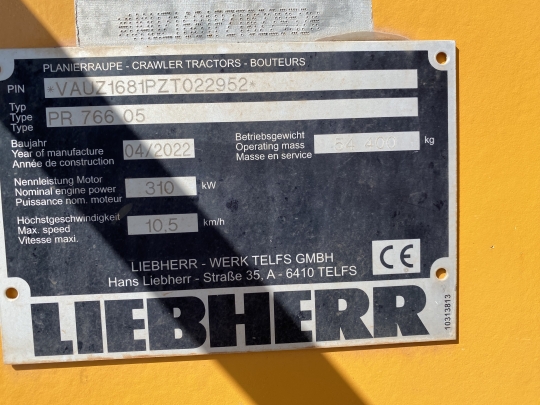 PLANIERRAUPE - CRAWLER TRACTORS - BOUTEURS
PIN *VAUZ1681PZT022952*
Typ
Type PR 766 05
Type
Baujahr
Year of manufacture 04/2022
Année de construction
Betriebsgewicht
Operating mass kg
Masse en service
Nennleistung Motor
Nominal engine power 310 kW
Puissance nom. moteur
Höchstgeschwindigkeit
Max. speed 10.5 km/h
Vitesse maxi.
LIEBHERR - WERK TELFS GMBH
Hans Liebherr - Straße 35, A - 6410 TELFS
CE
LIEBHERR
10313813